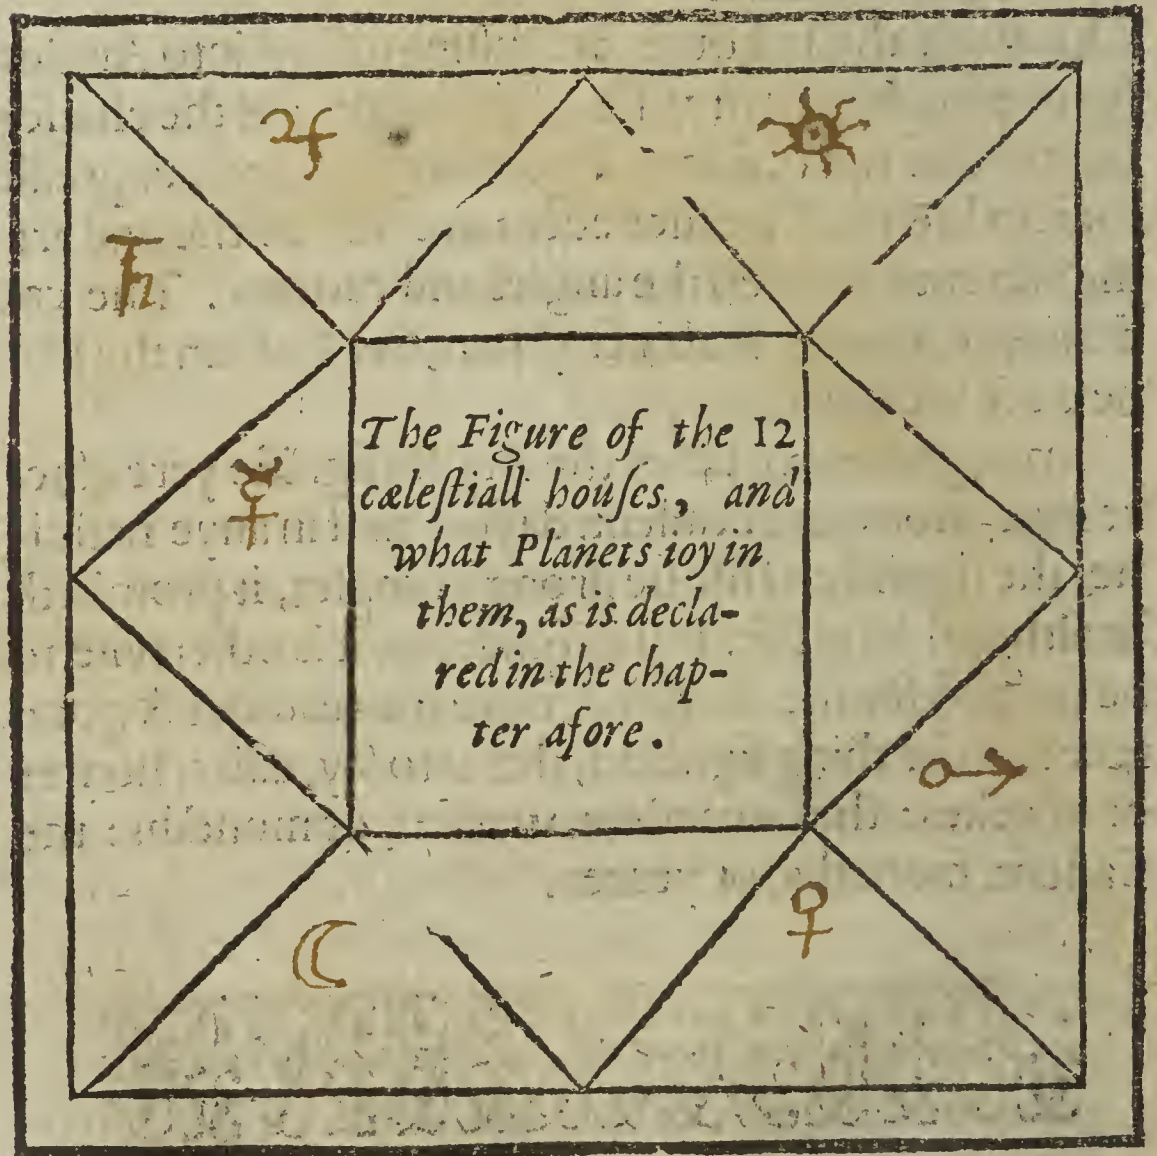 The Figure of the 12
cæleſtiall houſes, and
what Planets ioy in
them, as is decla-
red in the chap-
ter afore.